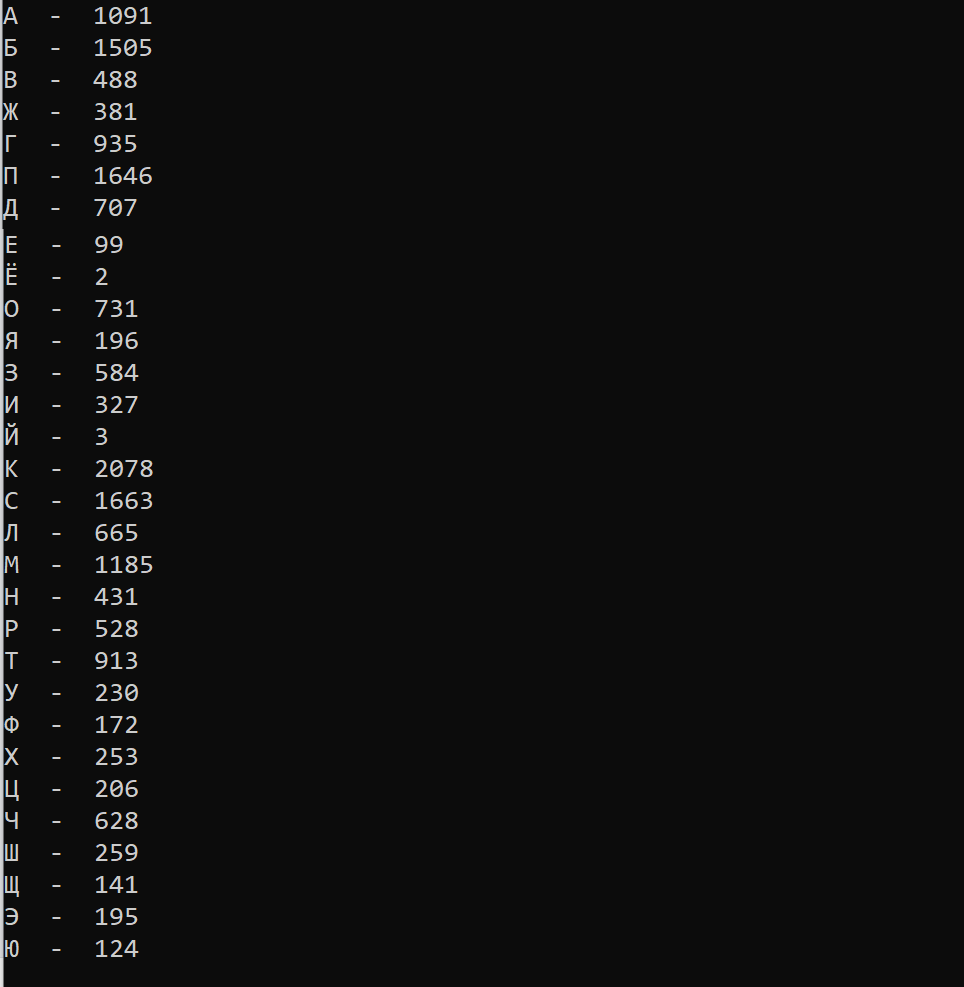 А - 1091
Б - 1505
В - 488
Ж - 381
Г - 935
П - 1646
Д - 707
Е - 99
Ё - 2
О - 731
Я - 196
З - 584
И - 327
Й - 3
К - 2078
С - 1663
Л - 665
М - 1185
Н - 431
Р - 528
Т - 913
У - 230
Ф - 172
Х - 253
Ц - 206
Ч - 628
Ш - 259
Щ - 141
Э - 195
Ю - 124